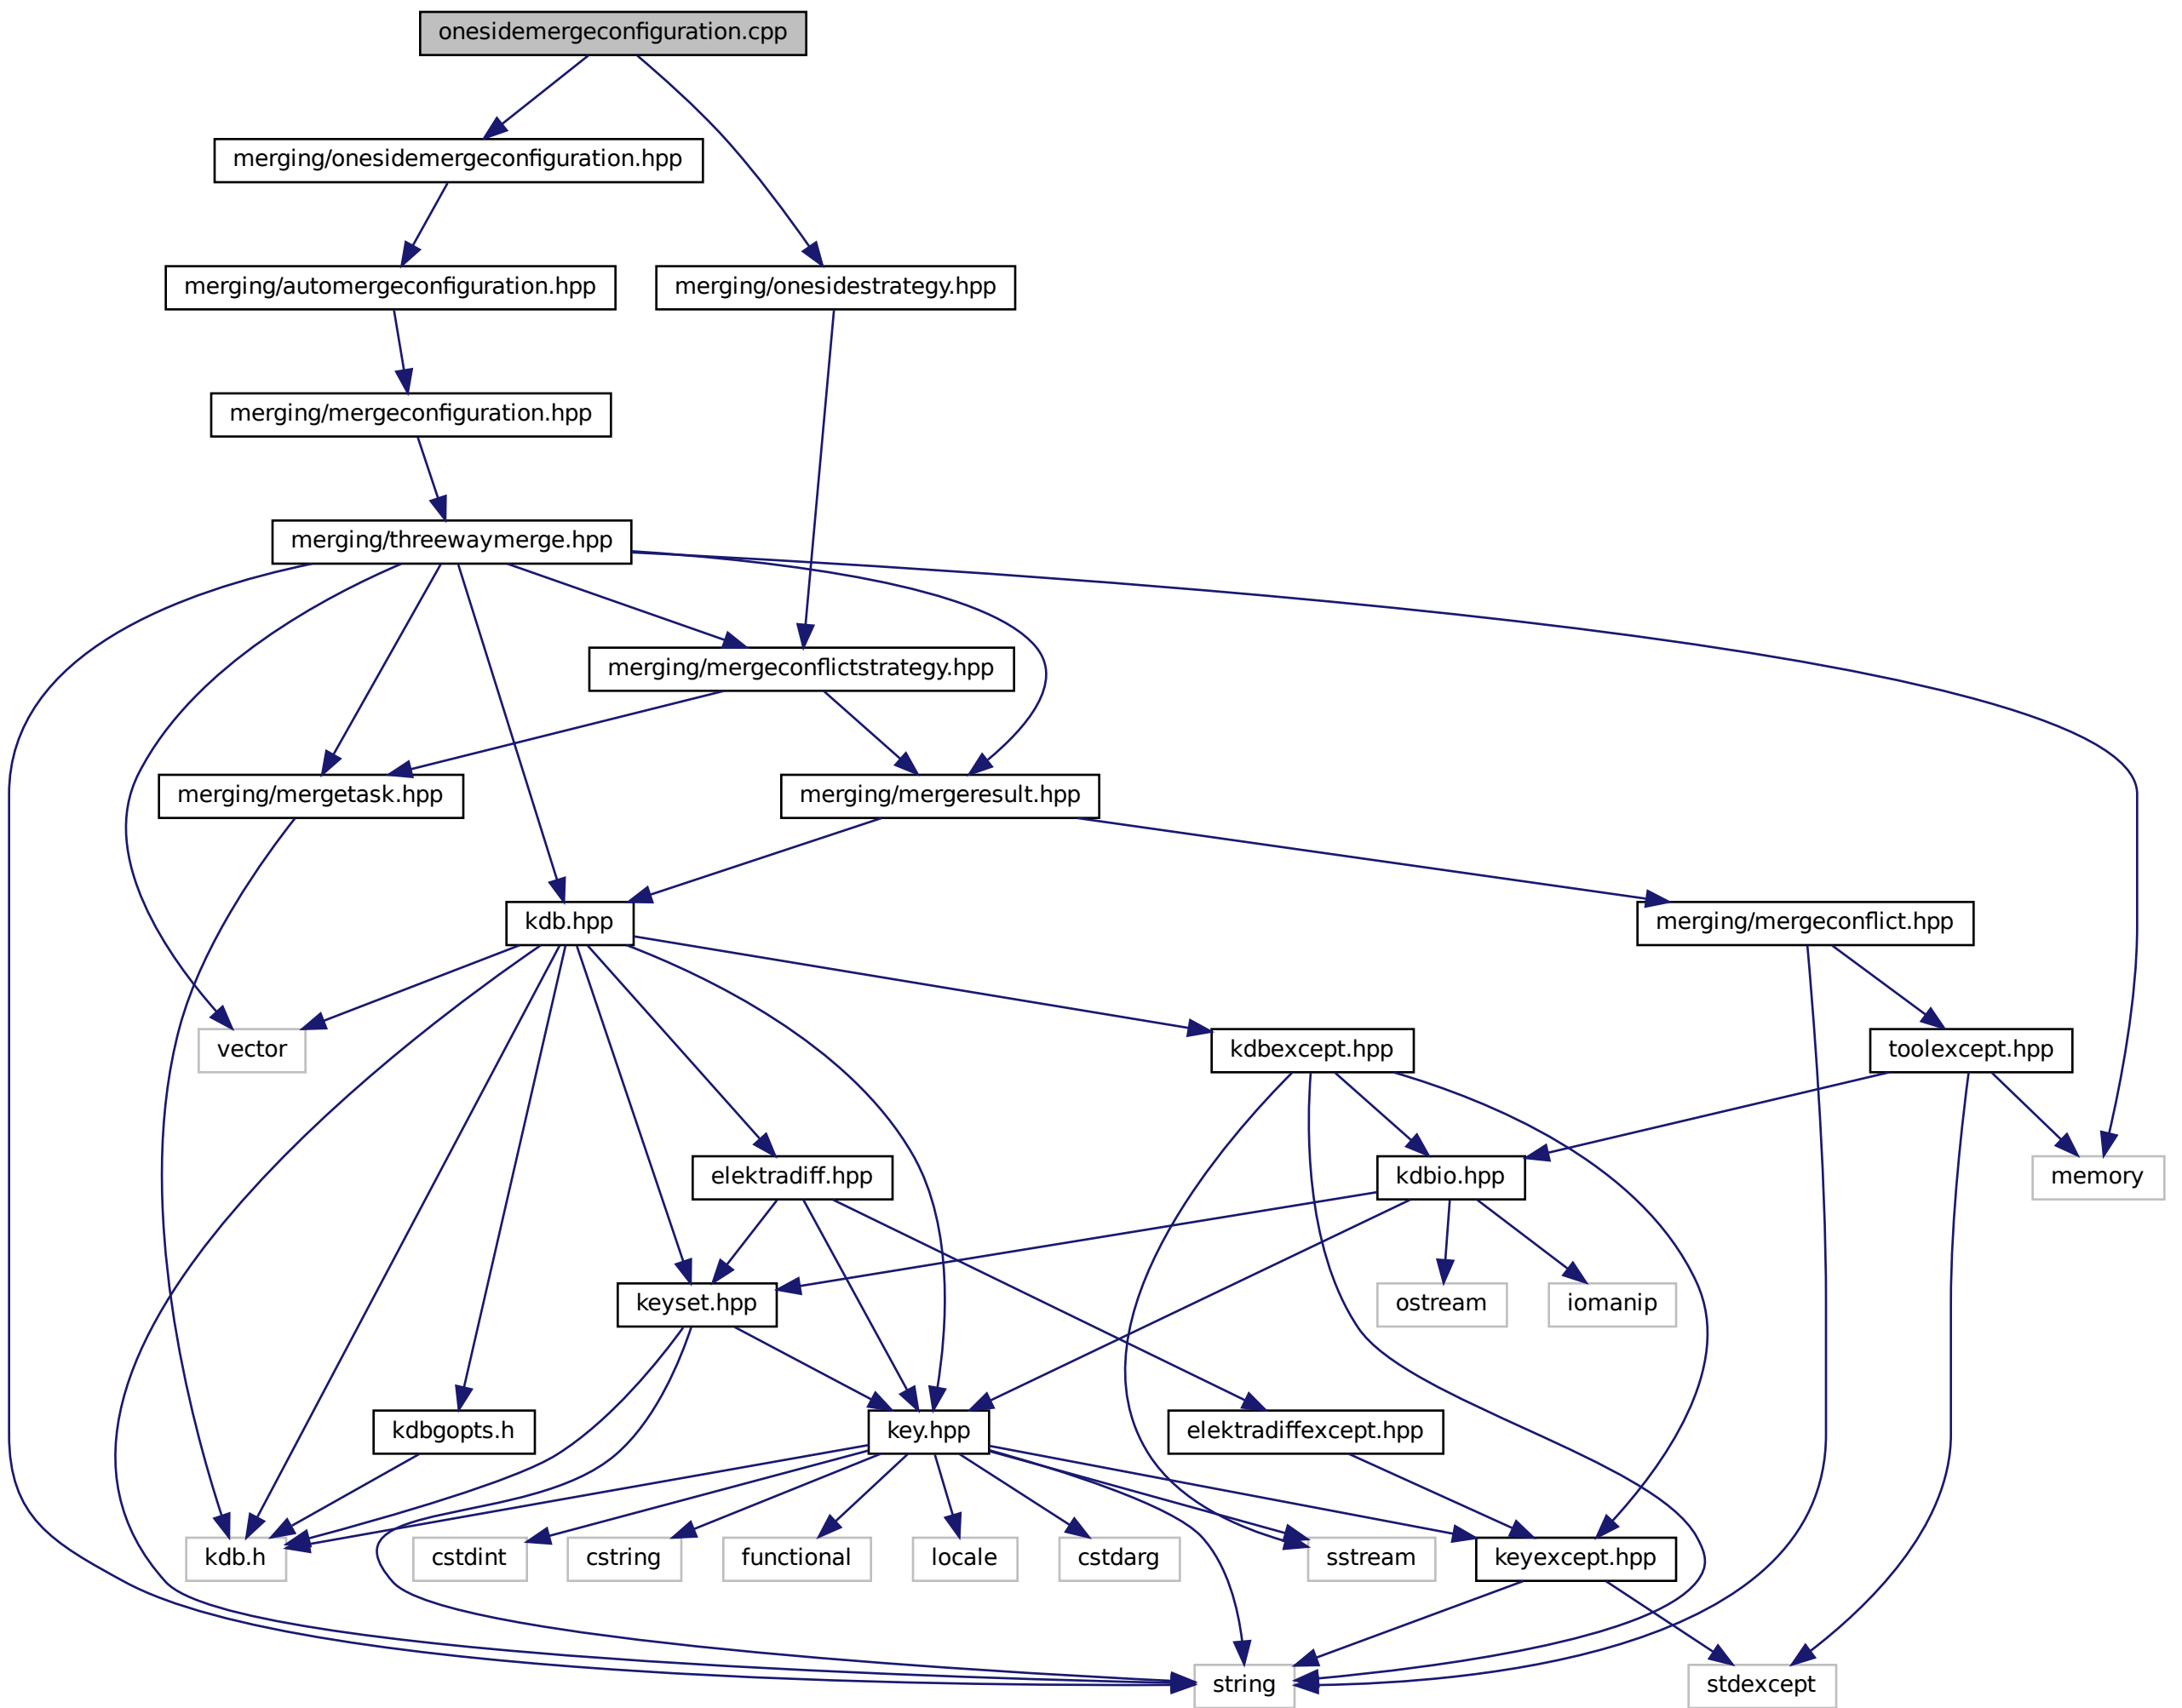 onesidemergeconfiguration.cpp
merging/onesidemergeconfiguration.hpp
merging/automergeconfiguration.hpp
merging/onesidestrategy.hpp
merging/mergeconfiguration.hpp
merging/threewaymerge.hpp
merging/mergeconflictstrategy.hpp
merging/mergetask.hpp
merging/mergeresult.hpp
kdb.hpp
merging/mergeconflict.hpp
vector
kdbexcept.hpp
toolexcept.hpp
elektradiff.hpp
kdbio.hpp
memory
keyset.hpp
ostream
iomanip
kdbgopts.h
key.hpp
elektradiffexcept.hpp
kdb.h
cstdint
cstring
functional
locale
cstdarg
sstream
keyexcept.hpp
string
stdexcept